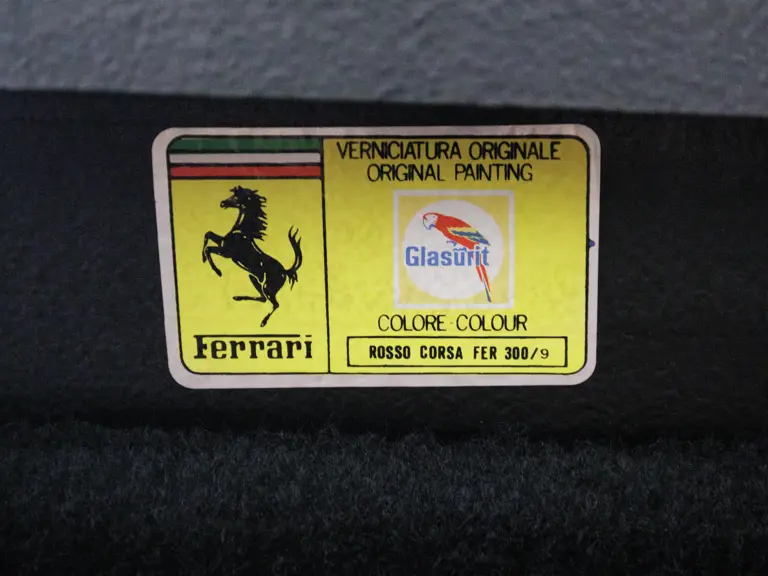 VERNICIATURA ORIGINALE
ORIGINAL PAINTING
Glasurit
COLORE-COLOUR
ROSSO CORSA FER 300/9
Ferrari